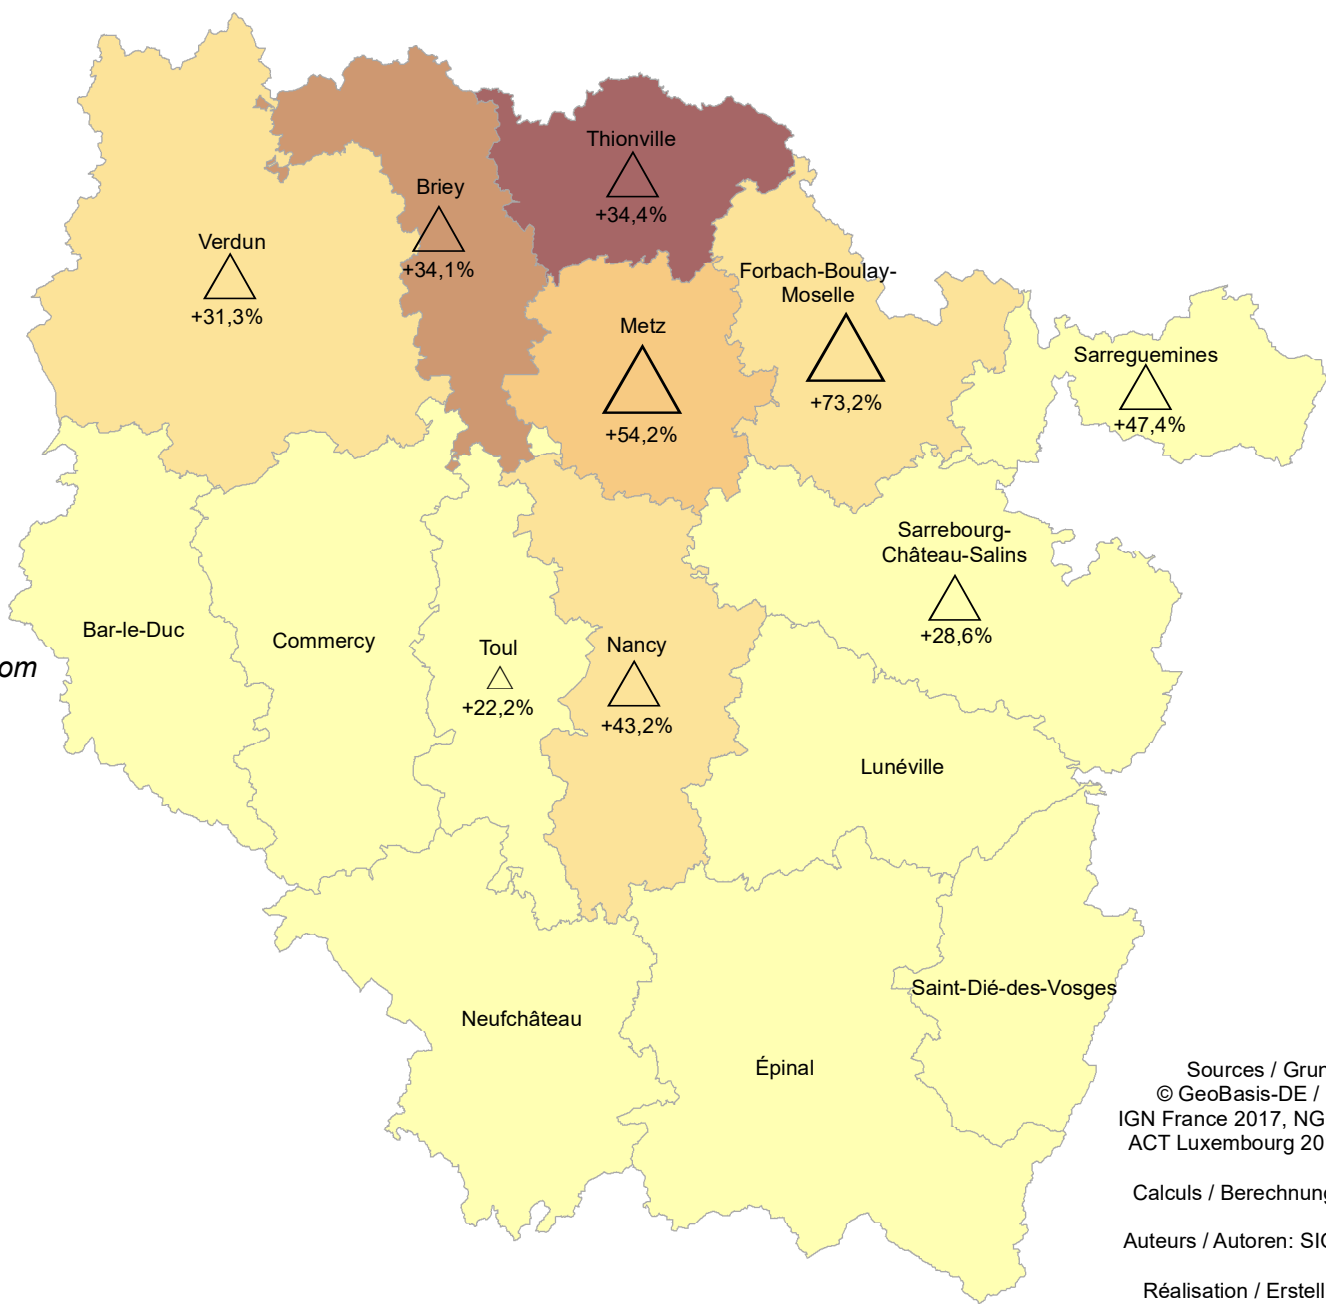 Thionville
+34,4%
Briey
+34,1%
Verdun
+31,3%
Forbach-Boulay-
Moselle
+73,2%
Metz
+54,2%
Sarreguemines
+47,4%
Sarrebourg-
Château-Salins
+28,6%
Bar-le-Duc
Commercy
Toul
+22,2%
Nancy
+43,2%
om
Lunéville
Saint-Dié-des-Vosges
Neufchâteau
Épinal
Sources / Grun
© GeoBasis-DE /
IGN France 2017, NG
ACT Luxembourg 20
Calculs / Berechnung
Auteurs / Autoren: SI
Réalisation / Erstell